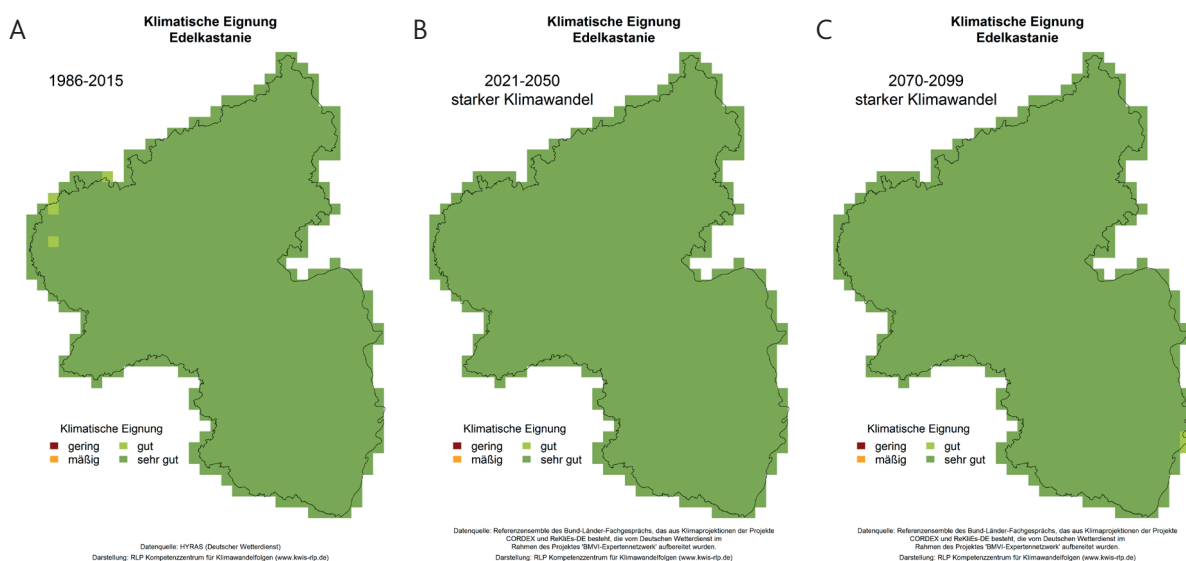 A
Klimatische Eignung
Edelkastanie
1986-2015
Klimatische Eignung
gering
gut
mäßig
sehr gut
Datenquelle: HYRAS (Deutscher Wetterdienst)
Darstellung: RLP Kompetenzzentrum für Klimawandelfolgen (www.kwis-rlp.de)
B
Klimatische Eignung
Edelkastanie
2021-2050
starker Klimawandel
Klimatische Eignung
gering
gut
mäßig
sehr gut
Datenquelle: Referenzensemble des Bund-Länder-Fachgesprächs, das aus Klimaprojektionen der Projekte
CORDEX und ReKliEs-DE besteht, die vom Deutschen Wetterdienst im
Rahmen des Projektes 'BMVI-Expertennetzwerk' aufbereitet wurden.
Darstellung: RLP Kompetenzzentrum für Klimawandelfolgen (www.kwis-rlp.de)
C
Klimatische Eignung
Edelkastanie
2070-2099
starker Klimawandel
Klimatische Eignung
gering
gut
mäßig
sehr gut
Datenquelle: Referenzensemble des Bund-Länder-Fachgesprächs, das aus Klimaprojektionen der Projekte
CORDEX und ReKliEs-DE besteht, die vom Deutschen Wetterdienst im
Rahmen des Projektes 'BMVI-Expertennetzwerk' aufbereitet wurden.
Darstellung: RLP Kompetenzzentrum für Klimawandelfolgen (www.kwis-rlp.de)